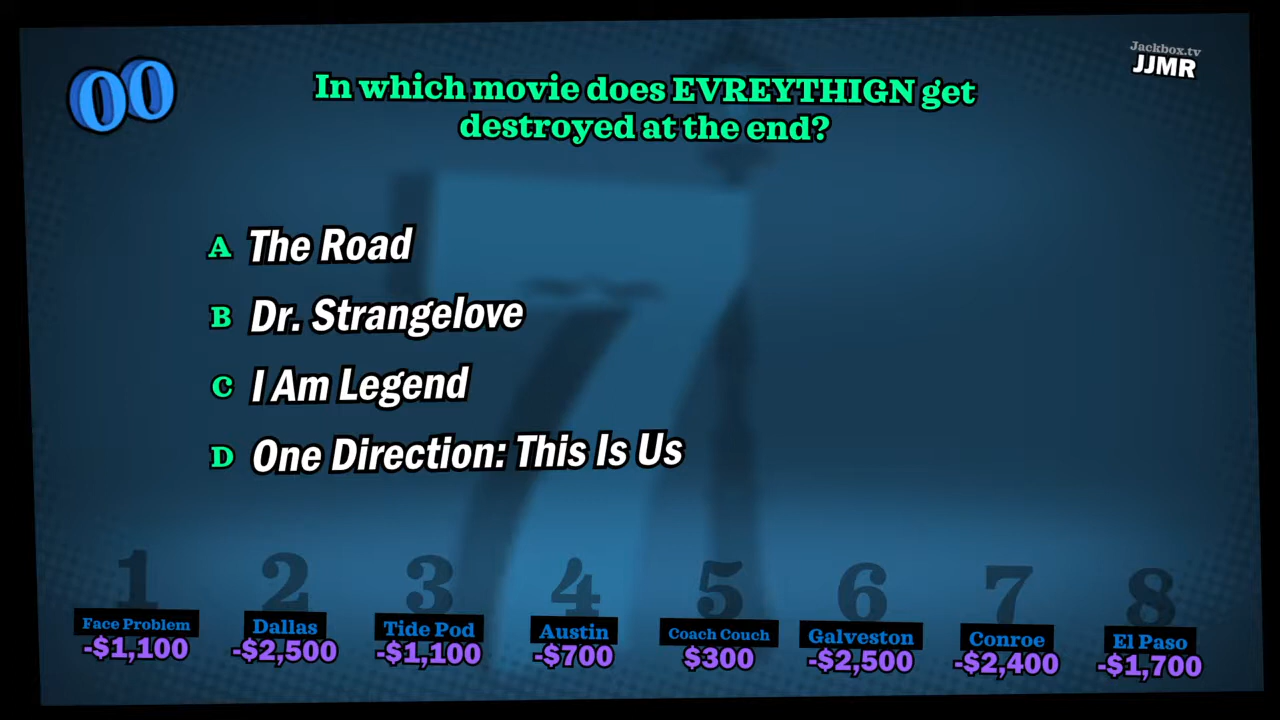 00
In which movie does EVREYTHIGN get
destroyed at the end?
Jackbox.tv
JJMR
A The Road
B Dr. Strangelove
C I Am Legend
D One Direction: This Is Us
7
1 2 3 4 5 6 7 8
Face Problem Dallas Tide Pod Austin Coach Couch Galveston Conroe El Paso
-$1,100 -$2,500 -$1,100 -$700 $300 -$2,500 -$2,400 -$1,700